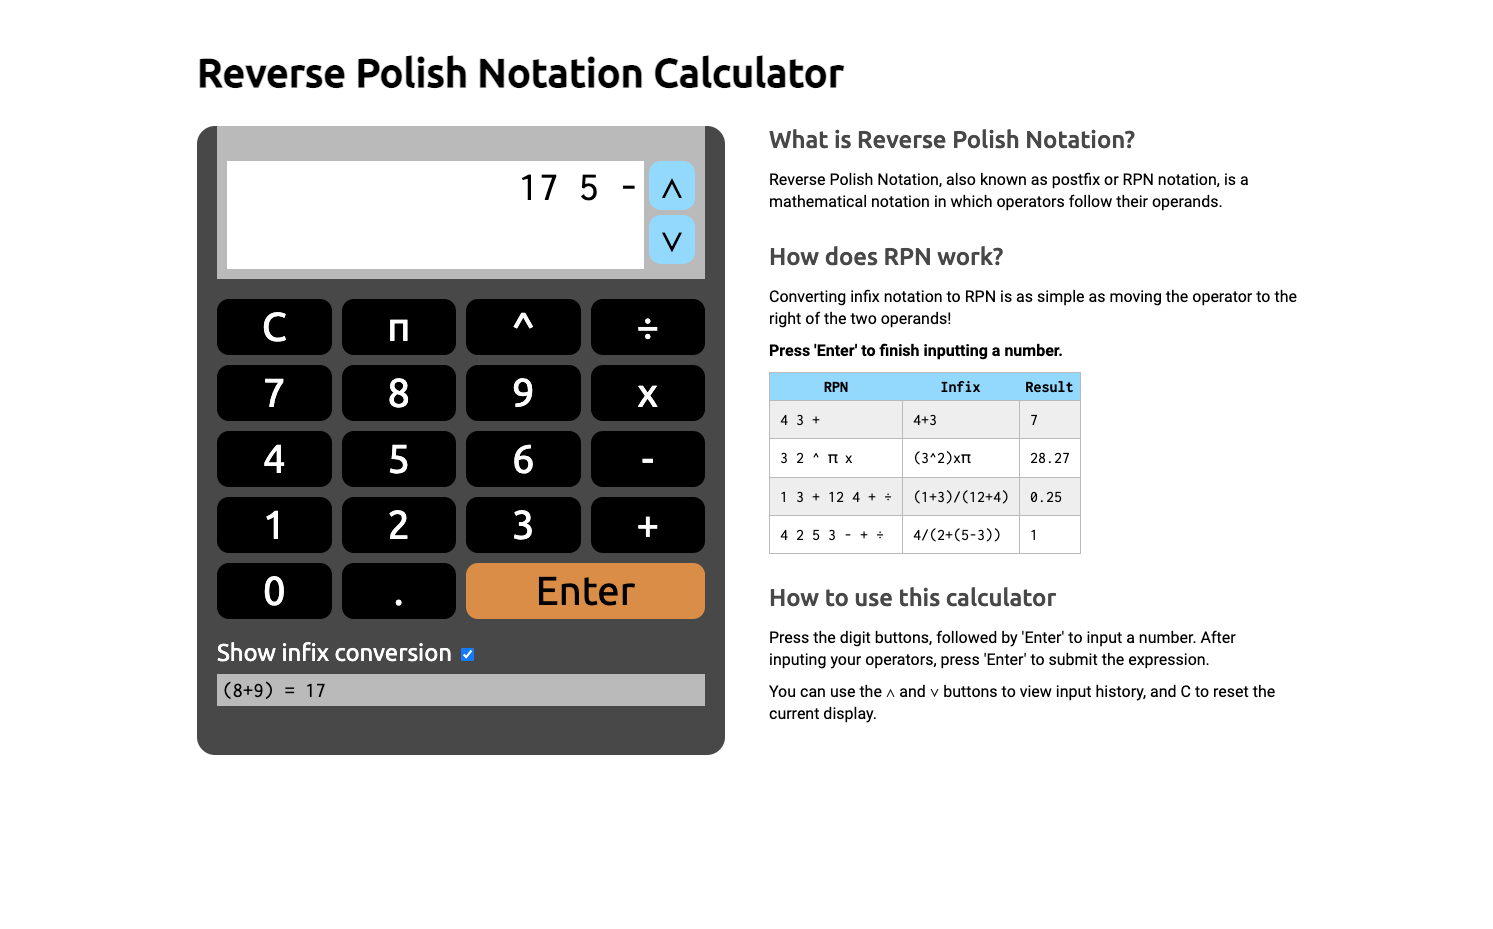 Reverse Polish Notation Calculator
17 5 -
∧
∨
C π ^ ÷
7 8 9 x
4 5 6 -
1 2 3 +
0 . Enter
Show infix conversion
(8+9) = 17
What is Reverse Polish Notation?
Reverse Polish Notation, also known as postfix or RPN notation, is a
mathematical notation in which operators follow their operands.
How does RPN work?
Converting infix notation to RPN is as simple as moving the operator to the
right of the two operands!
Press 'Enter' to finish inputting a number.
RPN Infix Result
4 3 + 4+3 7
3 2 ^ π x (3^2)xπ 28.27
1 3 + 12 4 + ÷ (1+3)/(12+4) 0.25
4 2 5 3 - + ÷ 4/(2+(5-3)) 1
How to use this calculator
Press the digit buttons, followed by 'Enter' to input a number. After
inputing your operators, press 'Enter' to submit the expression.
You can use the ∧ and ∨ buttons to view input history, and C to reset the
current display.